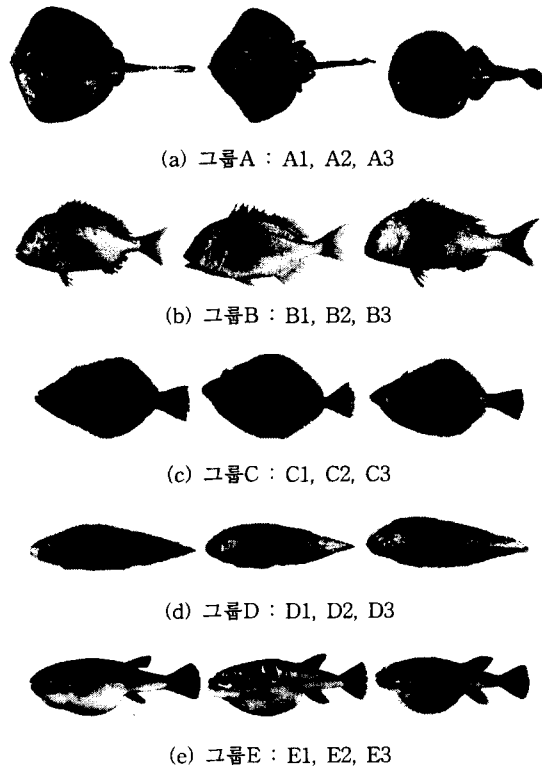 (a) 그룹A : A1, A2, A3
(b) 그룹B : B1, B2, B3
(c) 그룹C : C1, C2, C3
(d) 그룹D : D1, D2, D3
(e) 그룹E : E1, E2, E3